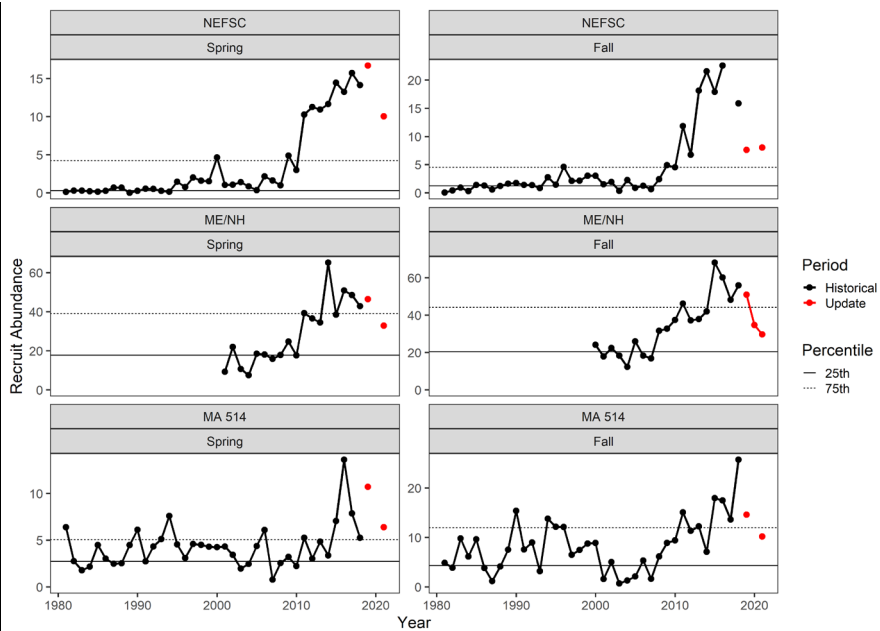 NEFSC
Spring
15
10
5
0
NEFSC
Fall
20
15
10
5
0
ME/NH
Spring
60
40
20
0
ME/NH
Fall
60
40
20
0
MA 514
Spring
10
5
0
1980 1990 2000 2010 2020
MA 514
Fall
20
10
0
1980 1990 2000 2010 2020
Recruit Abundance
Year
Period
Historical
Update
Percentile
25th
75th